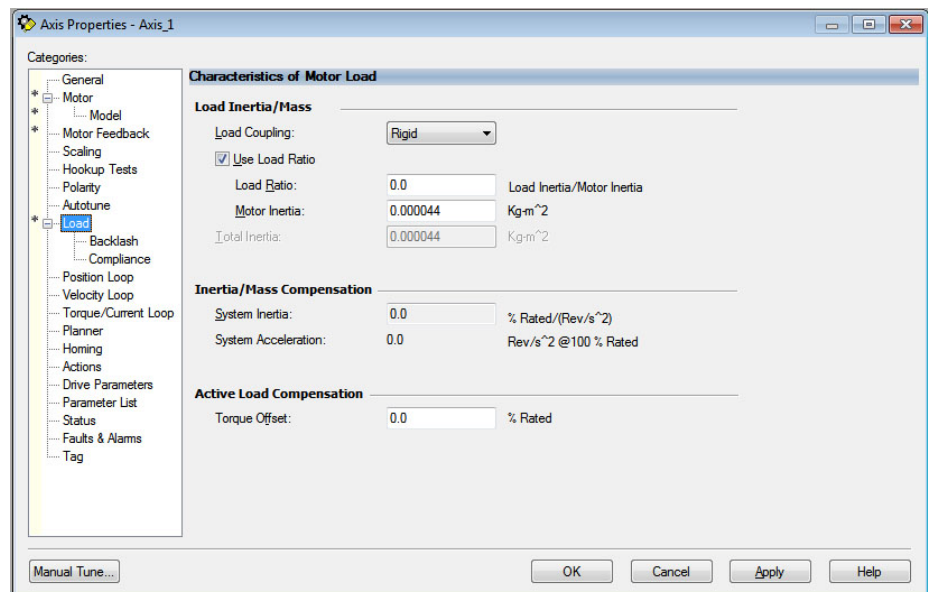 Axis Properties - Axis_1
Categories:
General
* Motor
* Model
* Motor Feedback
Scaling
Hookup Tests
Polarity
Autotune
* Load
Backlash
Compliance
Position Loop
Velocity Loop
Torque/Current Loop
Planner
Homing
Actions
Drive Parameters
Parameter List
Status
Faults & Alarms
Tag
Characteristics of Motor Load
Load Inertia/Mass
Load Coupling: Rigid
Use Load Ratio
Load Ratio: 0.0 Load Inertia/Motor Inertia
Motor Inertia: 0.000044 Kg-m^2
Total Inertia: 0.000044 Kg-m^2
Inertia/Mass Compensation
System Inertia: 0.0 % Rated/(Rev/s^2)
System Acceleration: 0.0 Rev/s^2 @100 % Rated
Active Load Compensation
Torque Offset: 0.0 % Rated
Manual Tune... OK Cancel Apply Help